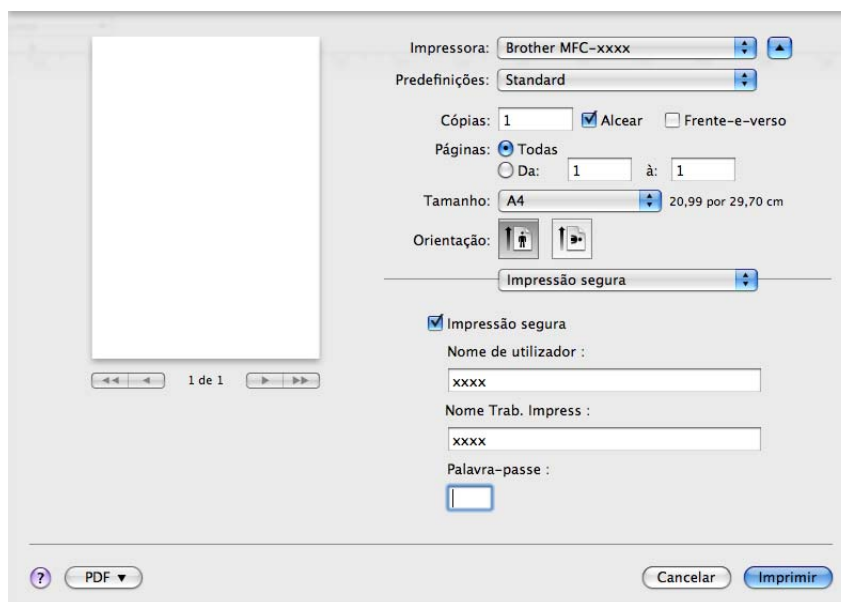 Impressora: Brother MFC-xxxx
Predefinições: Standard
Cópias: 1 Alcear Frente-e-verso
Páginas: Todas
Da: 1 à: 1
Tamanho: A4 20,99 por 29,70 cm
Orientação:
Impressão segura
Impressão segura
Nome de utilizador :
xxxx
1 de 1
Nome Trab. Impress :
xxxx
Palavra-passe :
? PDF Cancelar Imprimir